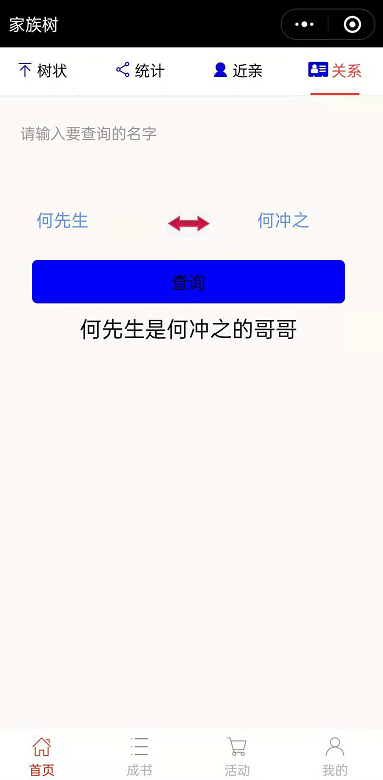 家族树
树状 统计 近亲 关系
请输入要查询的名字
何先生 何冲之
查询
何先生是何冲之的哥哥
首页 成书 活动 我的